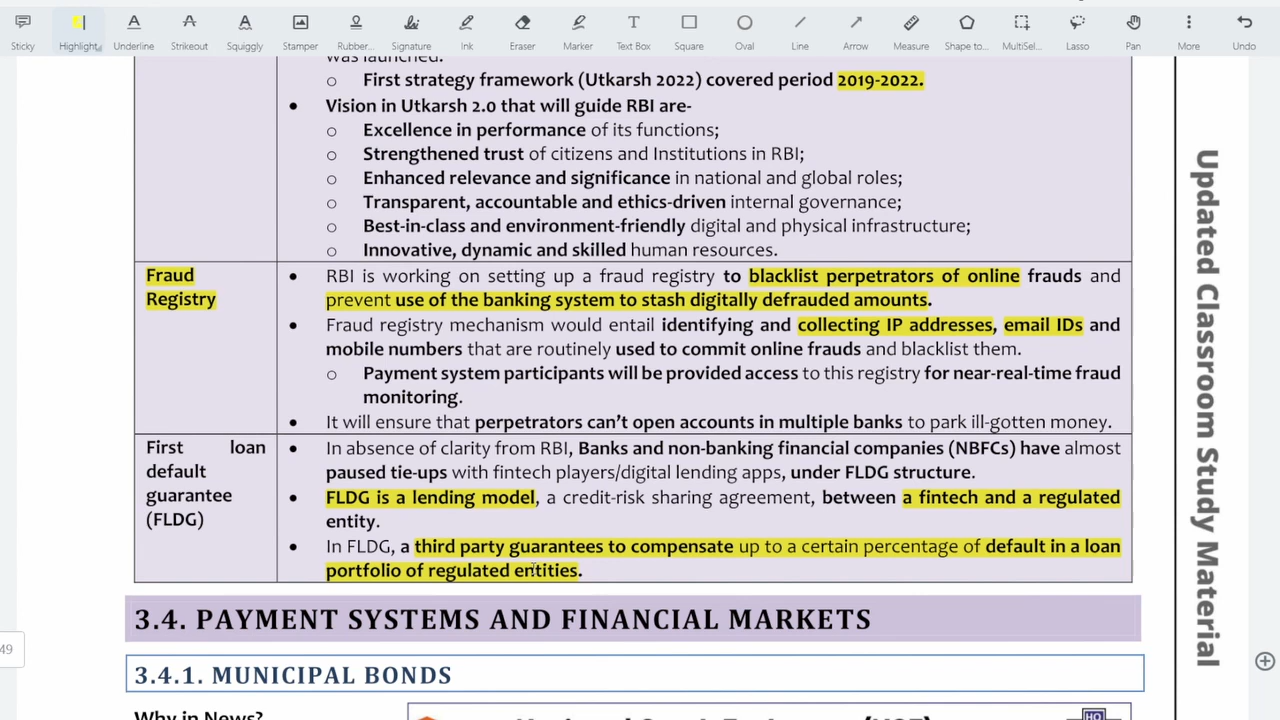 Sticky
Highlight
Underline
Strikeout
Squiggly
Stamper
Rubber...
Signature
Ink
Eraser
Marker
Text Box
Square
Oval
Line
Arrow
Measure
Shape to...
MultiSel...
Lasso
Pan
More
Undo
was launched.
o First strategy framework (Utkarsh 2022) covered period 2019-2022.
• Vision in Utkarsh 2.0 that will guide RBI are-
o Excellence in performance of its functions;
o Strengthened trust of citizens and Institutions in RBI;
o Enhanced relevance and significance in national and global roles;
o Transparent, accountable and ethics-driven internal governance;
o Best-in-class and environment-friendly digital and physical infrastructure;
o Innovative, dynamic and skilled human resources.
Fraud
Registry
• RBI is working on setting up a fraud registry to blacklist perpetrators of online frauds and
prevent use of the banking system to stash digitally defrauded amounts.
• Fraud registry mechanism would entail identifying and collecting IP addresses, email IDs and
mobile numbers that are routinely used to commit online frauds and blacklist them.
o Payment system participants will be provided access to this registry for near-real-time fraud
monitoring.
• It will ensure that perpetrators can't open accounts in multiple banks to park ill-gotten money.
First loan
default
guarantee
(FLDG)
• In absence of clarity from RBI, Banks and non-banking financial companies (NBFCs) have almost
paused tie-ups with fintech players/digital lending apps, under FLDG structure.
• FLDG is a lending model, a credit-risk sharing agreement, between a fintech and a regulated
entity.
• In FLDG, a third party guarantees to compensate up to a certain percentage of default in a loan
portfolio of regulated entities.
3.4. PAYMENT SYSTEMS AND FINANCIAL MARKETS
49
3.4.1. MUNICIPAL BONDS
Why in News?
HQ
Updated Classroom Study Material